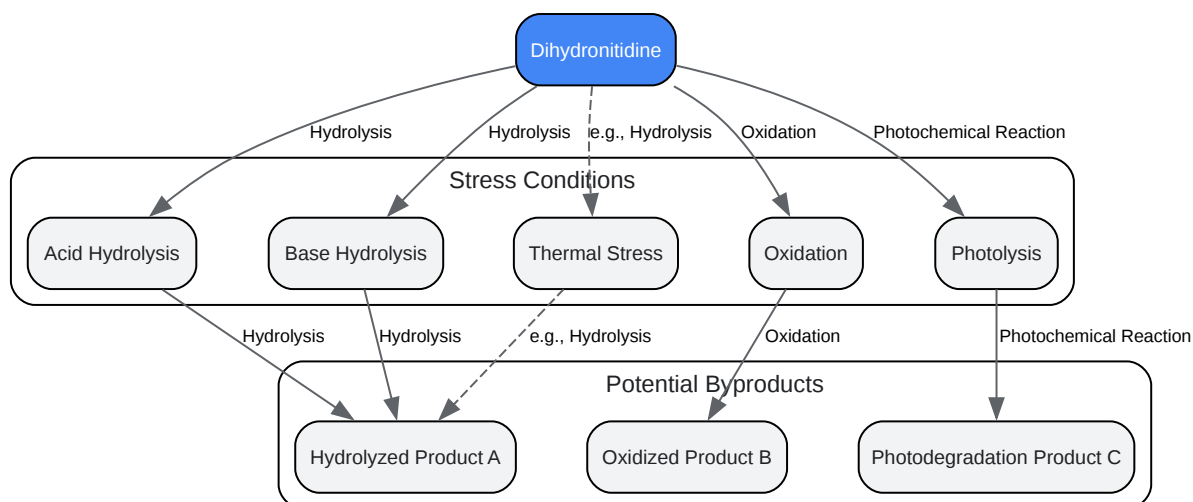 Dihydronitidine
Hydrolysis
Hydrolysis
e.g., Hydrolysis
Oxidation
Photochemical Reaction
Stress Conditions
Acid Hydrolysis
Base Hydrolysis
Thermal Stress
Oxidation
Photolysis
Hydrolysis
Hydrolysis
e.g., Hydrolysis
Oxidation
Photochemical Reaction
Potential Byproducts
Hydrolyzed Product A
Oxidized Product B
Photodegradation Product C